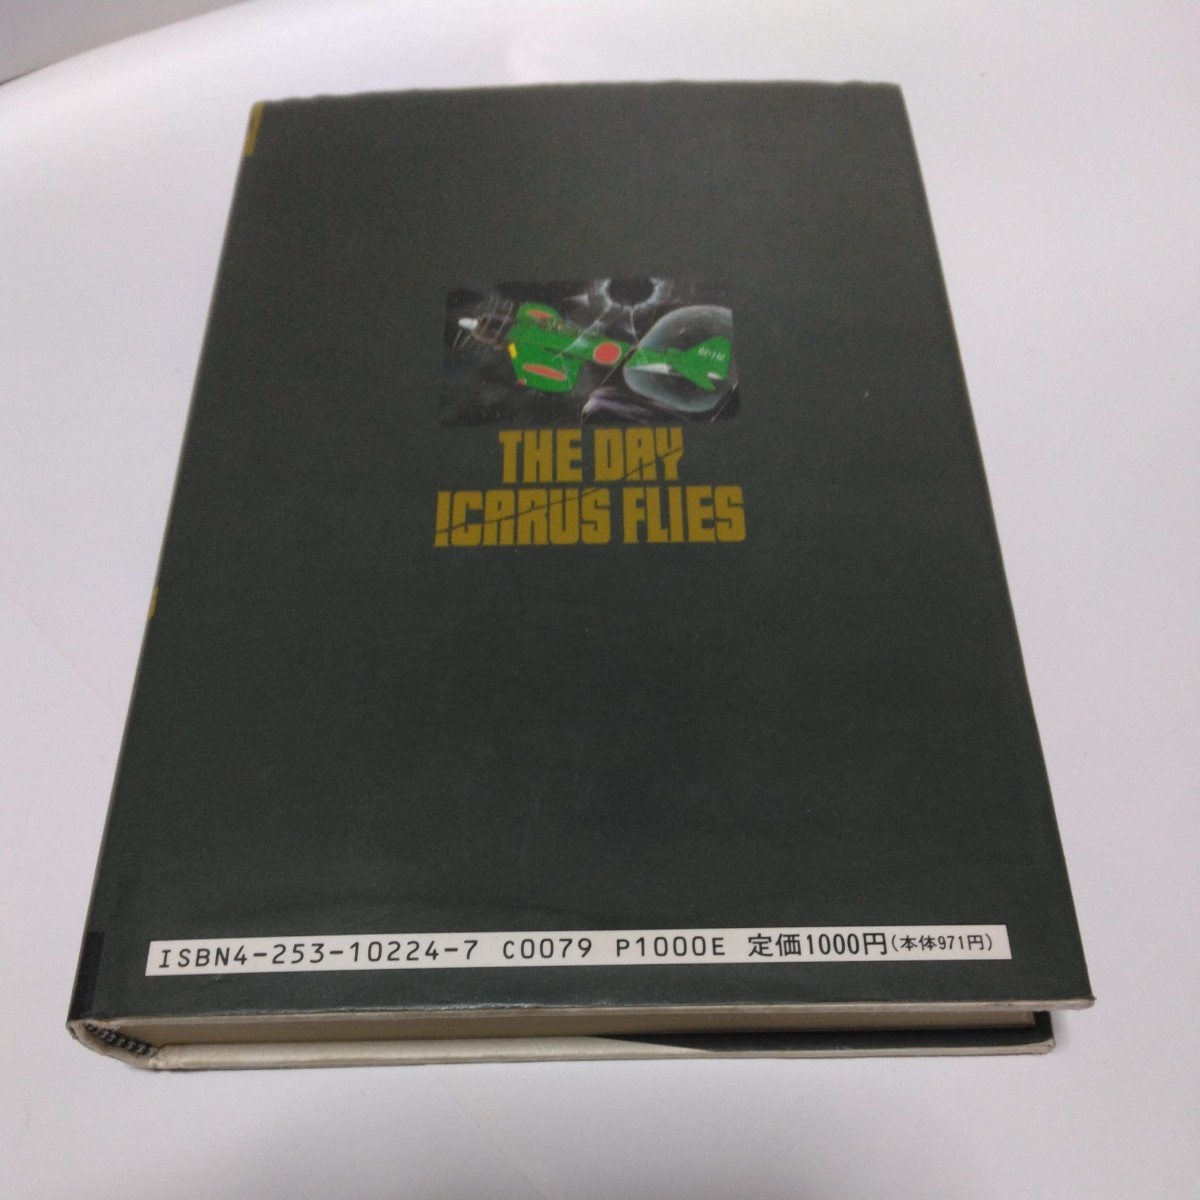 THE DAY
ICARUS FLIES
ISBN4-253-10224-7 C0079 P1000E 定価1000円(本体971円)